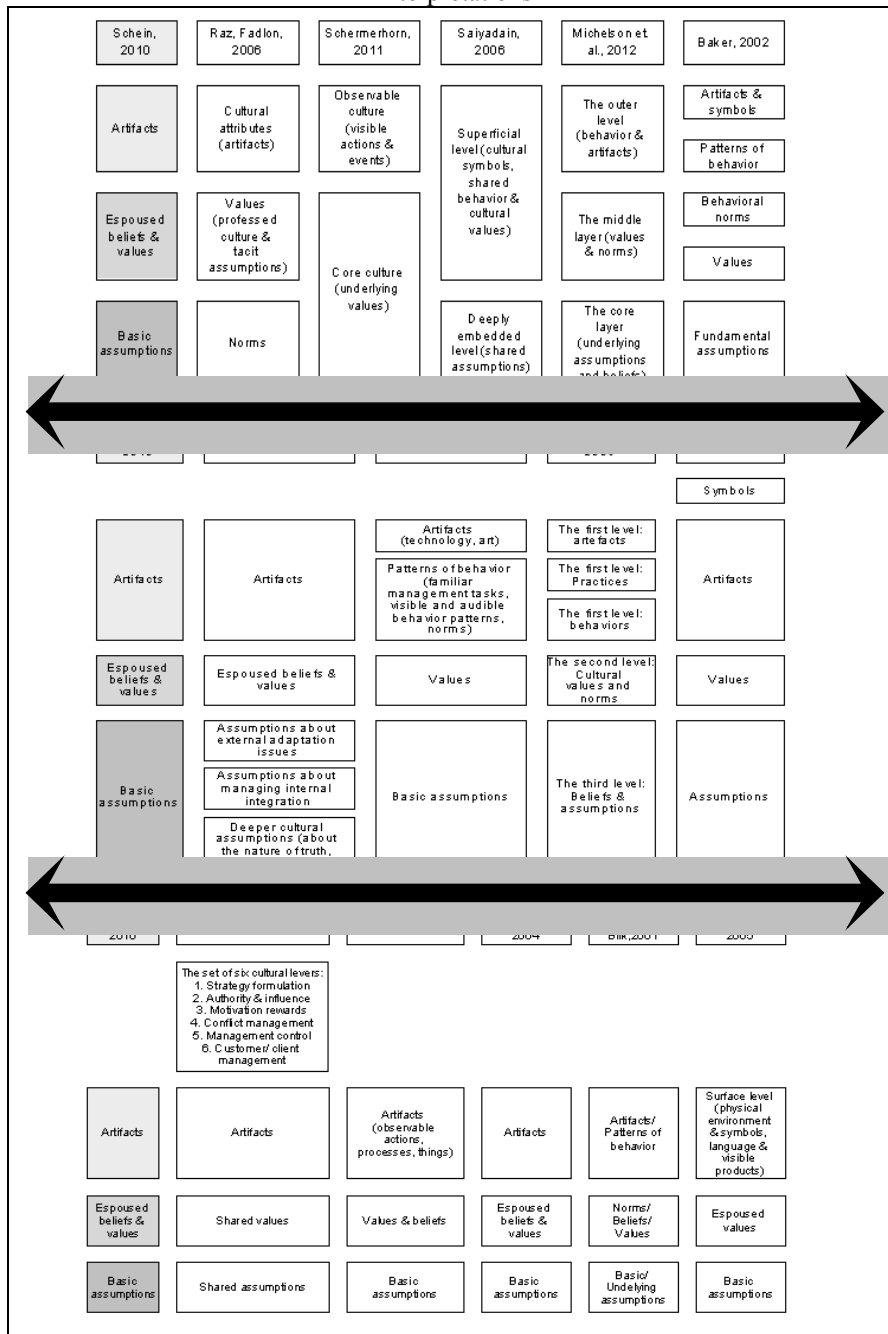 Schein,
2010
Raz, Fadlon,
2006
Schermerhorn,
2011
Saiyadain,
2006
Michelson et.
al., 2012
Baker, 2002
Artifacts
Cultural
attributes
(artifacts)
Observable
culture
(visible
actions &
events)
Superficial
level (cultural
symbols,
shared
behavior &
cultural
values)
The outer
level
(behavior &
artifacts)
Artifacts &
symbols
Patterns of
behavior
Espoused
beliefs &
values
Values
(professed
culture &
tacit
assumptions)
Core culture
(underlying
values)
The middle
layer (values
& norms)
Behavioral
norms
Values
Basic
assumptions
Norms
Deeply
embedded
level (shared
assumptions)
The core
layer
(underlying
assumptions
and beliefs)
Fundamental
assumptions
Symbols
Artifacts
Artifacts
Artifacts
(technology, art)
Patterns of behavior
(familiar
management tasks,
visible and audible
behavior patterns,
norms)
The first level:
artefacts
The first level:
Practices
The first level:
behaviors
Artifacts
Espoused
beliefs &
values
Espoused beliefs &
values
Values
The second level:
Cultural
values and
norms
Values
Basic
assumptions
Assumptions about
external adaptation
issues
Assumptions about
managing internal
integration
Deeper cultural
assumptions (about
the nature of truth,
Basic assumptions
The third level:
Beliefs &
assumptions
Assumptions
2010
2004
Blik,2001
2005
The set of six cultural levers:
1. Strategy formulation
2. Authority & influence
3. Motivation rewards
4. Conflict management
5. Management control
6. Customer/ client
management
Artifacts
Artifacts
Artifacts
(observable
actions,
processes, things)
Artifacts
Artifacts/
Patterns of
behavior
Surface level
(physical
environment
& symbols,
language &
visible
products)
Espoused
beliefs &
values
Shared values
Values & beliefs
Espoused
beliefs &
values
Norms/
Beliefs/
Values
Espoused
values
Basic
assumptions
Shared assumptions
Basic
assumptions
Basic
assumptions
Basic/
Undelying
assumptions
Basic
assumptions